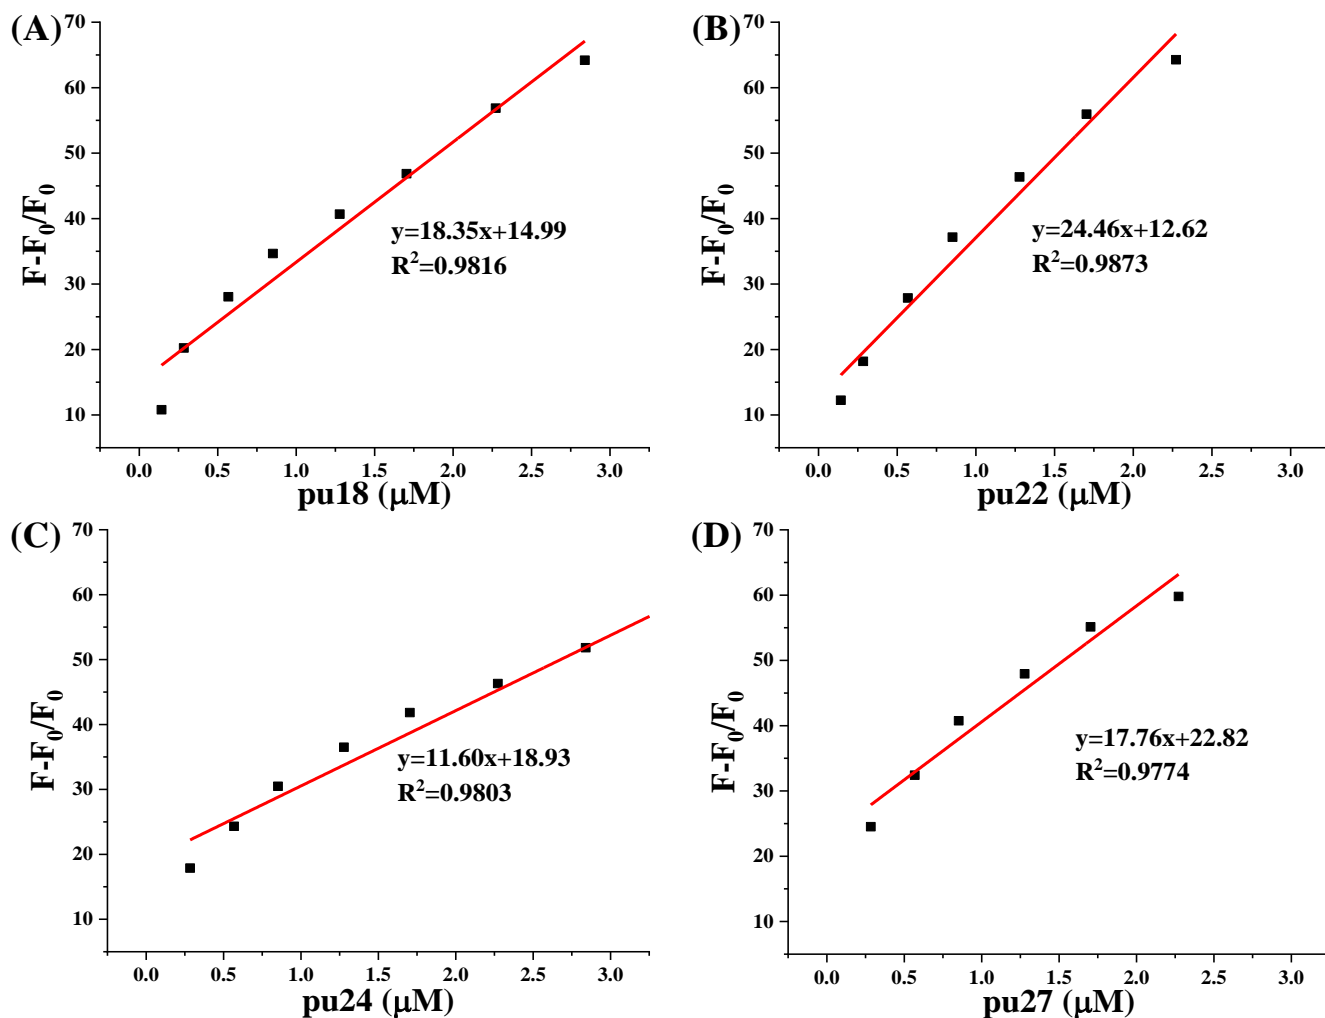 (A)
70
60
50
40
30
20
10
F-F0/F0
y=18.35x+14.99
R2=0.9816
0.0 0.5 1.0 1.5 2.0 2.5 3.0
pu18 (μM)
(B)
70
60
50
40
30
20
10
F-F0/F0
y=24.46x+12.62
R2=0.9873
0.0 0.5 1.0 1.5 2.0 2.5 3.0
pu22 (μM)
(C)
70
60
50
40
30
20
10
F-F0/F0
y=11.60x+18.93
R2=0.9803
0.0 0.5 1.0 1.5 2.0 2.5 3.0
pu24 (μM)
(D)
70
60
50
40
30
20
10
F-F0/F0
y=17.76x+22.82
R2=0.9774
0.0 0.5 1.0 1.5 2.0 2.5 3.0
pu27 (μM)